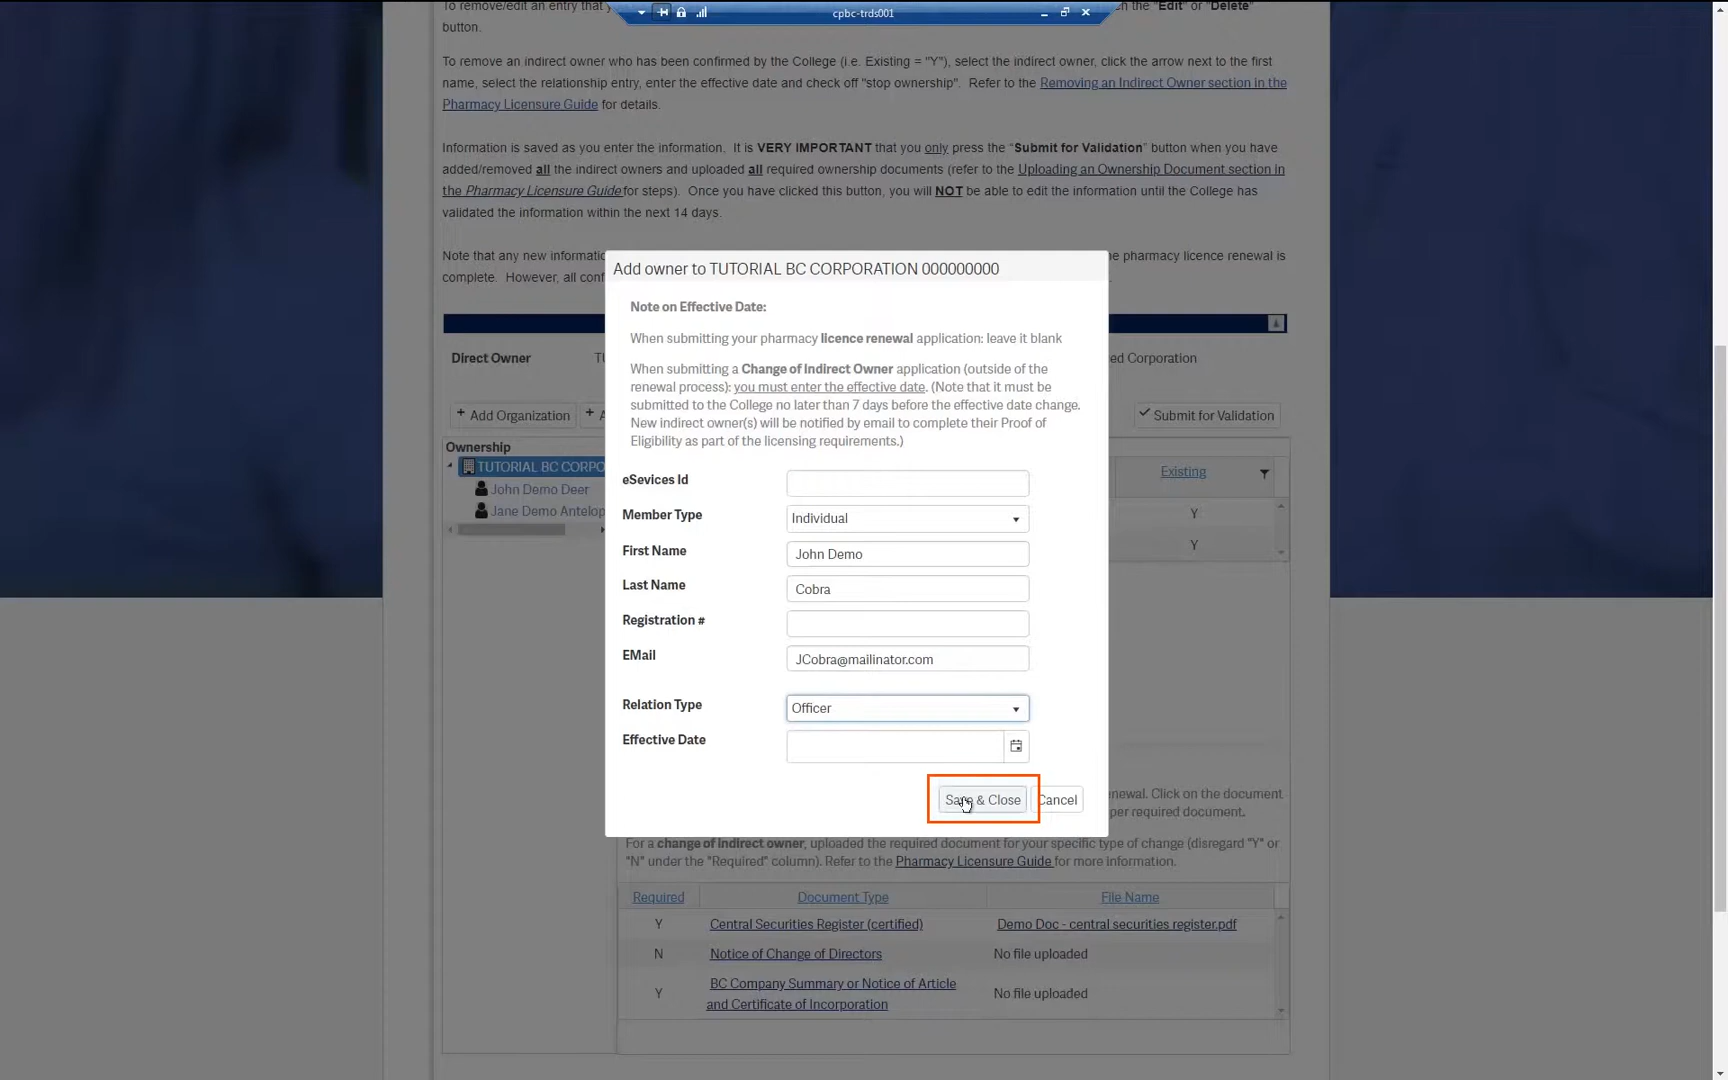 To remove/edit an entry that y
n the "Edit" or "Delete"
cpbc-trds001
button.
To remove an indirect owner who has been confirmed by the College (i.e. Existing = "Y"), select the indirect owner, click the arrow next to the first
name, select the relationship entry, enter the effective date and check off "stop ownership". Refer to the Removing an Indirect Owner section in the
Pharmacy Licensure Guide for details.
Information is saved as you enter the information. It is VERY IMPORTANT that you only press the “Submit for Validation” button when you have
added/removed all the indirect owners and uploaded all required ownership documents (refer to the Uploading an Ownership Document section in
the Pharmacy Licensure Guide for steps). Once you have clicked this button, you will NOT be able to edit the information until the College has
validated the information within the next 14 days.
Note that any new informatio
he pharmacy licence renewal is
complete. However, all conf
Add owner to TUTORIAL BC CORPORATION 000000000
Note on Effective Date:
When submitting your pharmacy licence renewal application: leave it blank
When submitting a Change of Indirect Owner application (outside of the
renewal process): you must enter the effective date. (Note that it must be
submitted to the College no later than 7 days before the effective date change.
New indirect owner(s) will be notified by email to complete their Proof of
Eligibility as part of the licensing requirements.)
Direct Owner
TU
ed Corporation
+ Add Organization
+ A
Submit for Validation
Ownership
TUTORIAL BC CORPO
John Demo Deer
Jane Demo Antelop
Existing
Y
Y
eSevices Id
Member Type Individual
First Name John Demo
Last Name Cobra
Registration #
EMail JCobra@mailinator.com
Relation Type Officer
Effective Date
Save & Close Cancel
newal. Click on the document
per required document.
For a change of indirect owner, uploaded the required document for your specific type of change (disregard "Y" or
"N" under the "Required" column). Refer to the Pharmacy Licensure Guide for more information.
Required Document Type File Name
Y Central Securities Register (certified) Demo Doc - central securities register.pdf
N Notice of Change of Directors No file uploaded
Y BC Company Summary or Notice of Article
and Certificate of Incorporation
No file uploaded